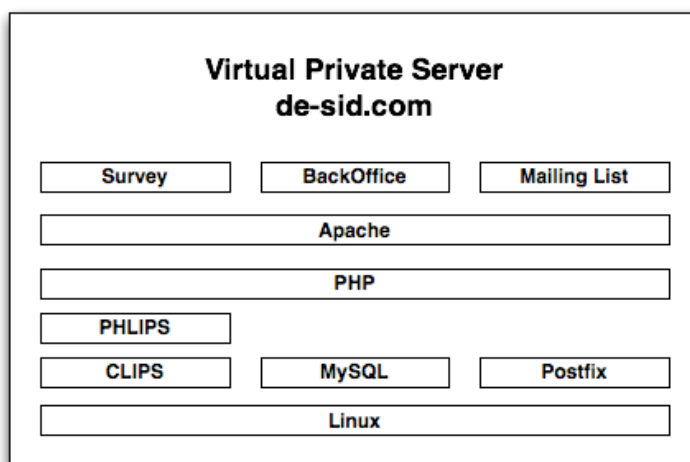 Virtual Private Server
de-sid.com
Survey BackOffice Mailing List
Apache
PHP
PHLIPS
CLIPS MySQL Postfix
Linux